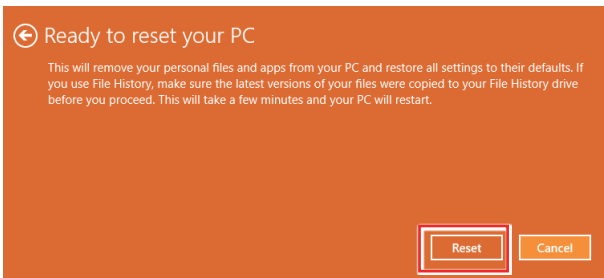 Ready to reset your PC
This will remove your personal files and apps from your PC and restore all settings to their defaults. If
you use File History, make sure the latest versions of your files were copied to your File History drive
before you proceed. This will take a few minutes and your PC will restart.
Reset
Cancel